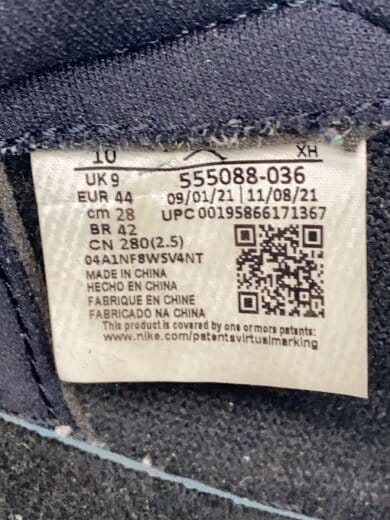 10 XH
UK 9 555088-036
EUR 44 09/01/21 | 11/08/21
cm 28 UPC 00195866171367
BR 42
CN 280(2.5)
04A1NF8WSV4NT
MADE IN CHINA
HECHO EN CHINA
FABRIQUE EN CHINE
FABRICADO NA CHINA
This product is covered by one or more patents:
www.nike.com/patentsvirtualmarking